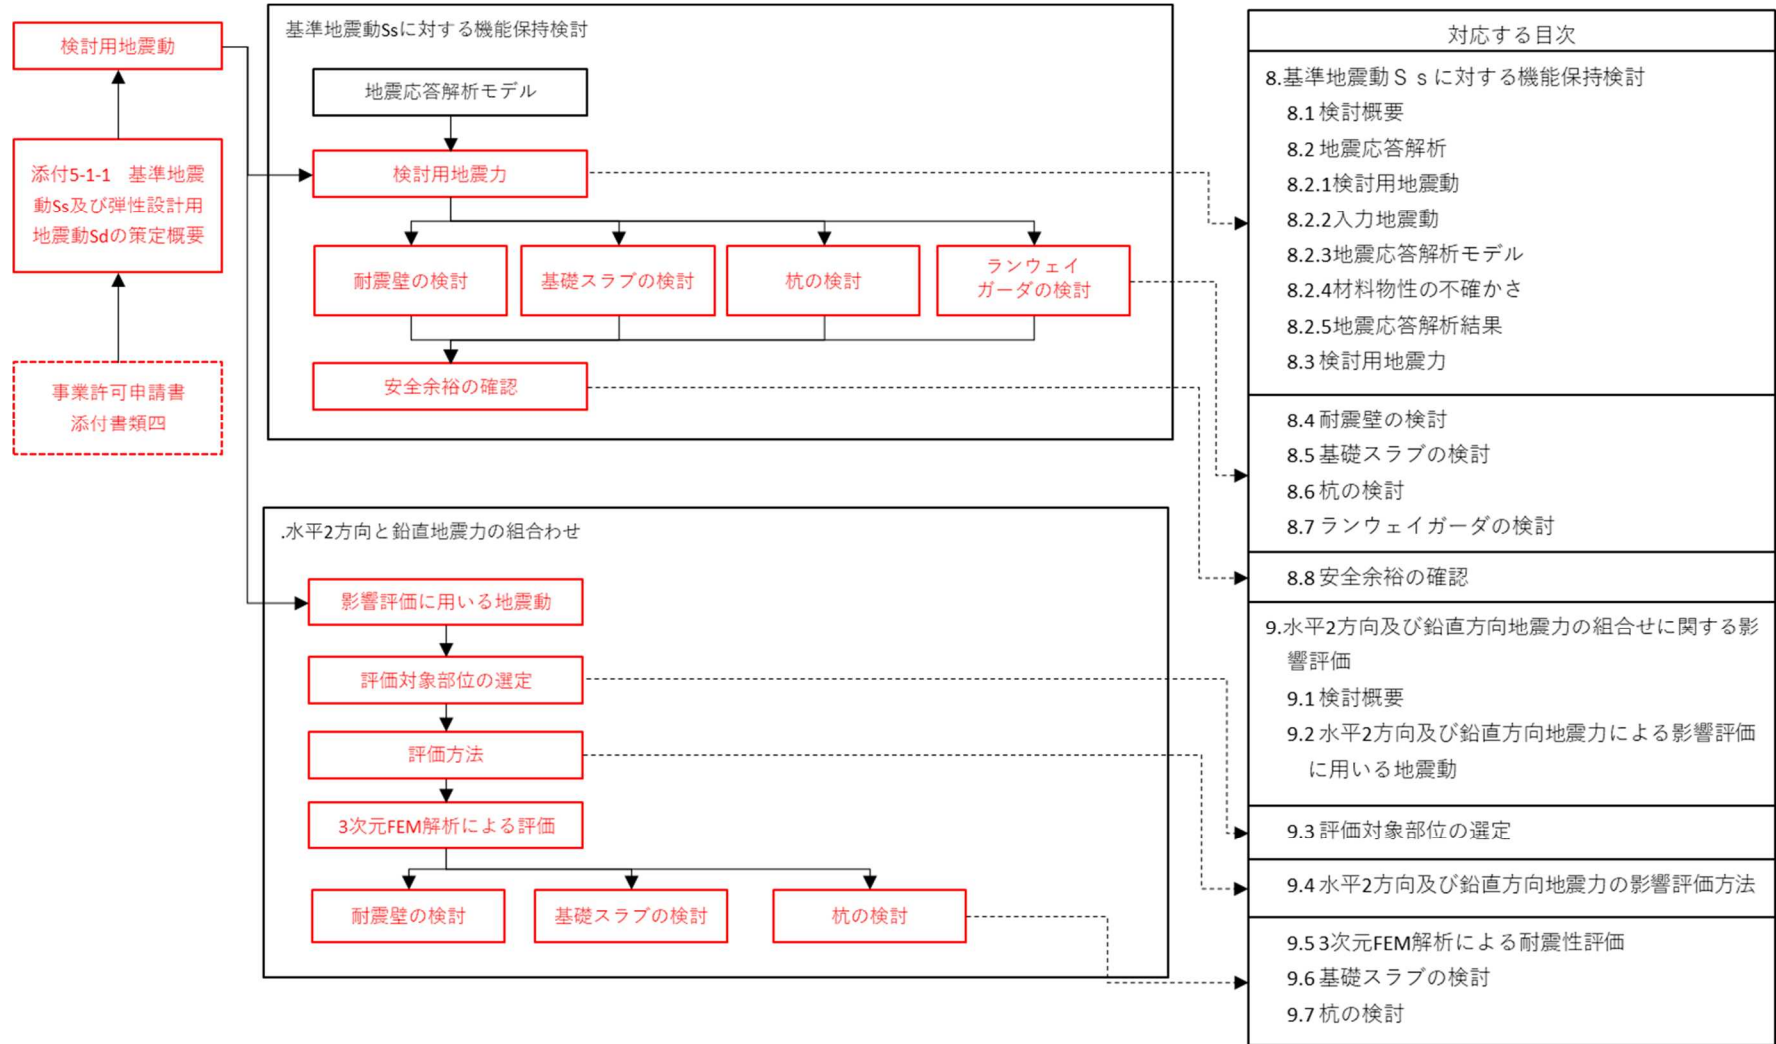 検討用地震動
添付5-1-1　基準地震
動Ss及び弾性設計用
地震動Sdの策定概要
事業許可申請書
添付書類四
基準地震動Ssに対する機能保持検討
地震応答解析モデル
検討用地震力
耐震壁の検討
基礎スラブの検討
杭の検討
ランウェイ
ガーダの検討
安全余裕の確認
.水平2方向と鉛直地震力の組合わせ
影響評価に用いる地震動
評価対象部位の選定
評価方法
3次元FEM解析による評価
耐震壁の検討
基礎スラブの検討
杭の検討
対応する目次
8.基準地震動Ｓｓに対する機能保持検討
8.1 検討概要
8.2 地震応答解析
8.2.1検討用地震動
8.2.2入力地震動
8.2.3地震応答解析モデル
8.2.4材料物性の不確かさ
8.2.5地震応答解析結果
8.3 検討用地震力
8.4 耐震壁の検討
8.5 基礎スラブの検討
8.6 杭の検討
8.7 ランウェイガーダの検討
8.8 安全余裕の確認
9.水平2方向及び鉛直方向地震力の組合せに関する影
響評価
9.1 検討概要
9.2 水平2方向及び鉛直方向地震力による影響評価
に用いる地震動
9.3 評価対象部位の選定
9.4 水平2方向及び鉛直方向地震力の影響評価方法
9.5 3次元FEM解析による耐震性評価
9.6 基礎スラブの検討
9.7 杭の検討